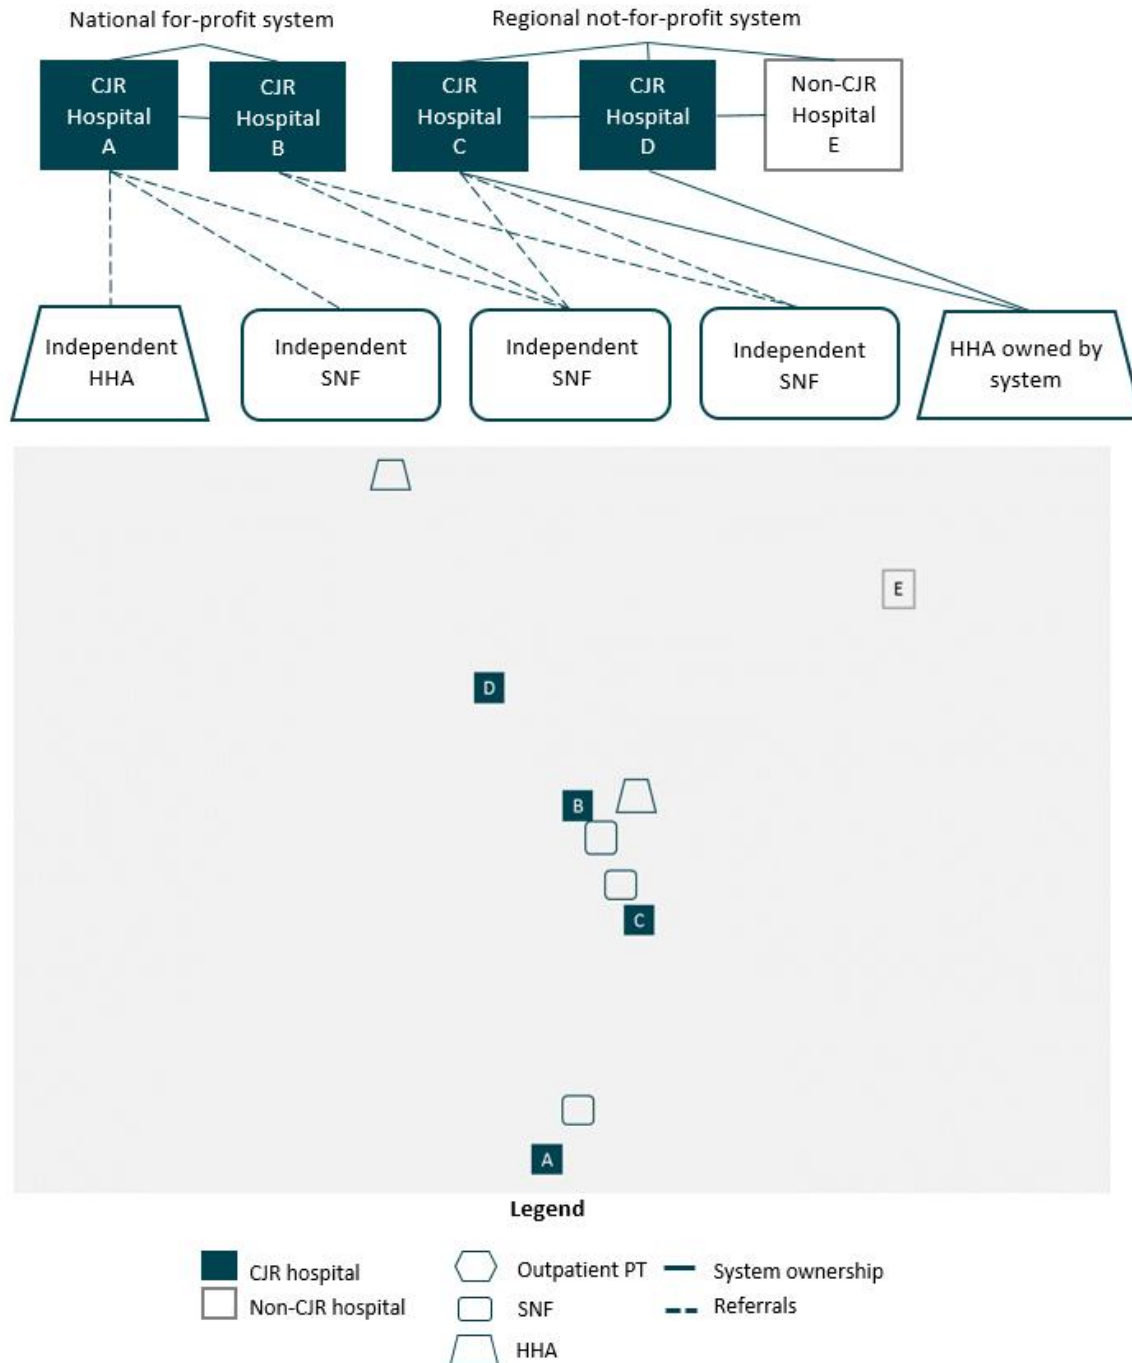 National for-profit system
Regional not-for-profit system
CJR
Hospital
A
CJR
Hospital
B
CJR
Hospital
C
CJR
Hospital
D
Non-CJR
Hospital
E
Independent
HHA
Independent
SNF
Independent
SNF
Independent
SNF
HHA owned by
system
E
D
B
C
A
Legend
CJR hospital
Non-CJR hospital
Outpatient PT
SNF
HHA
System ownership
Referrals